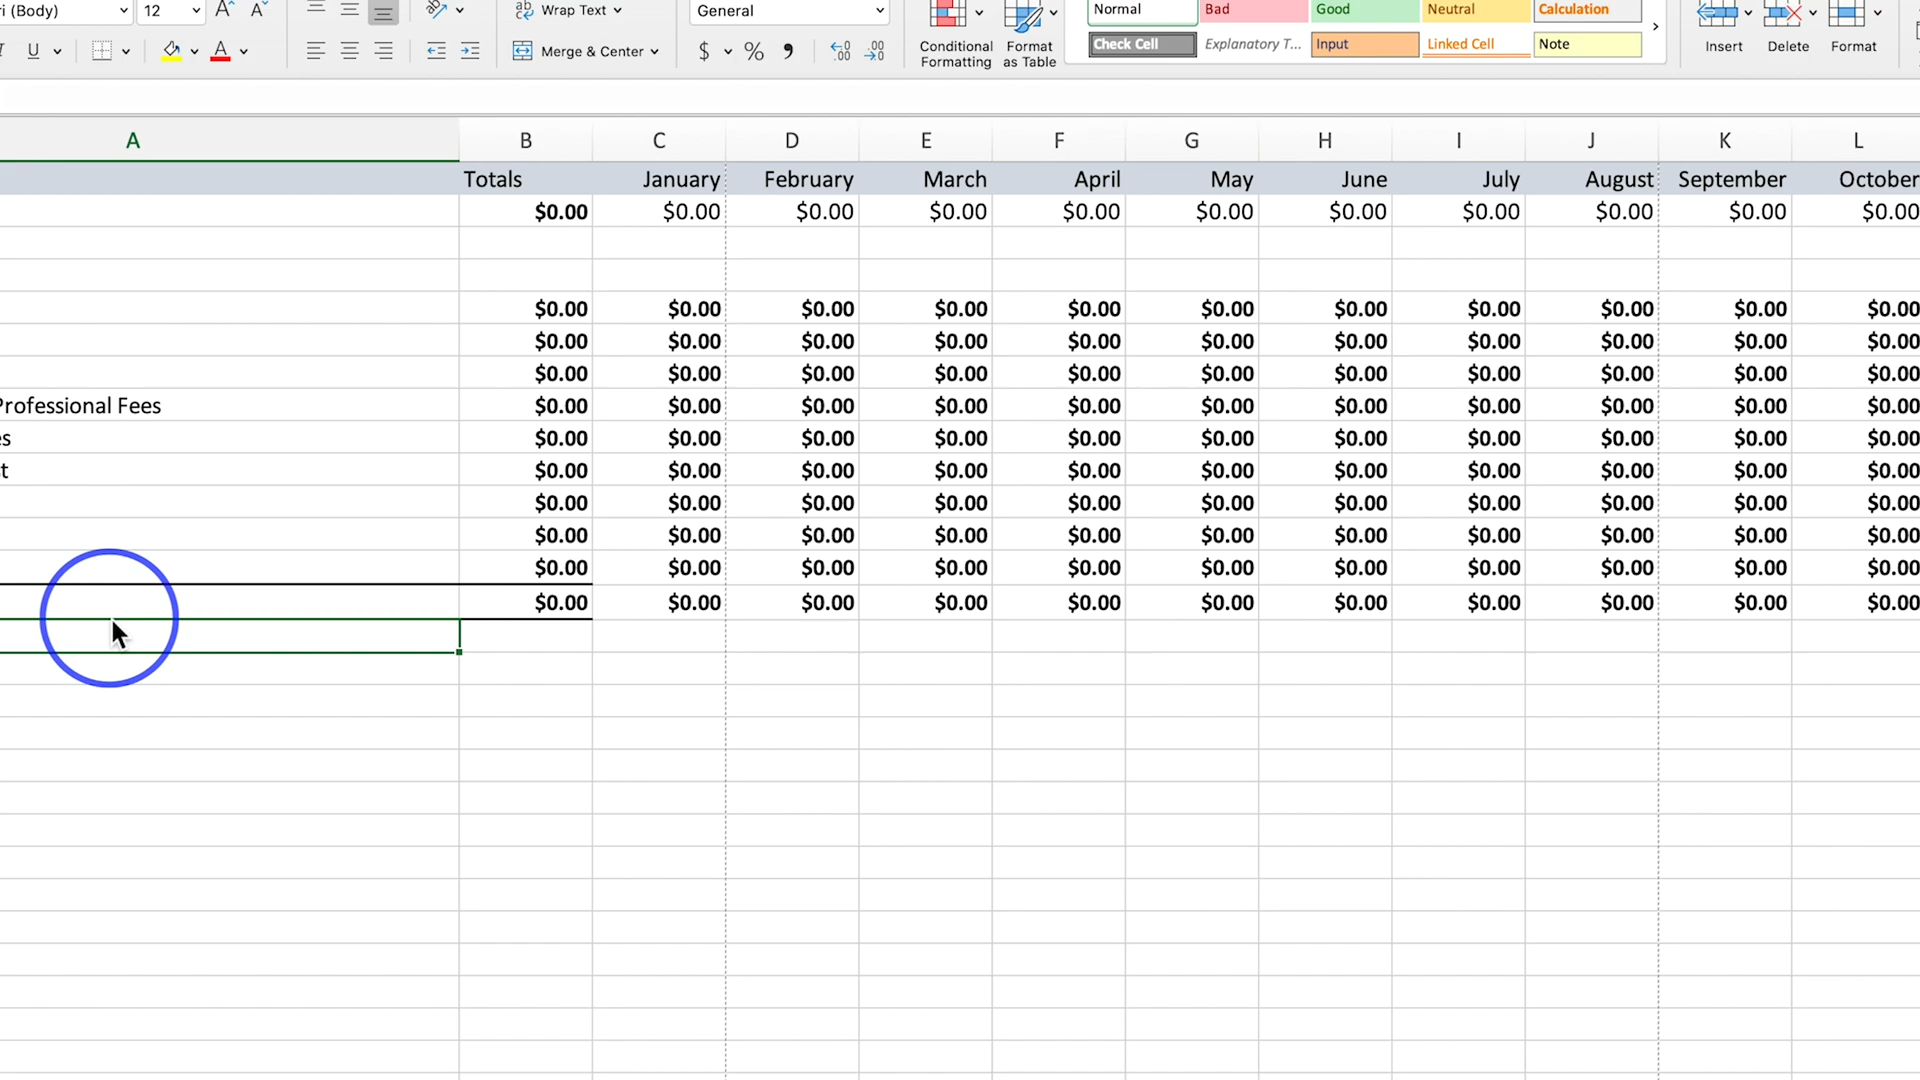 (Body) 12 A A ab Wrap Text General Normal Bad Good Neutral Calculation
U A Merge & Center $ % Conditional Formatting Format as Table Check Cell Explanatory T... Input Linked Cell Note Insert Delete Format
A B C D E F G H I J K L
Totals January February March April May June July August September October
$0.00 $0.00 $0.00 $0.00 $0.00 $0.00 $0.00 $0.00 $0.00 $0.00 $0.00
$0.00 $0.00 $0.00 $0.00 $0.00 $0.00 $0.00 $0.00 $0.00 $0.00 $0.00
$0.00 $0.00 $0.00 $0.00 $0.00 $0.00 $0.00 $0.00 $0.00 $0.00 $0.00
$0.00 $0.00 $0.00 $0.00 $0.00 $0.00 $0.00 $0.00 $0.00 $0.00 $0.00
Professional Fees $0.00 $0.00 $0.00 $0.00 $0.00 $0.00 $0.00 $0.00 $0.00 $0.00 $0.00
$0.00 $0.00 $0.00 $0.00 $0.00 $0.00 $0.00 $0.00 $0.00 $0.00 $0.00
$0.00 $0.00 $0.00 $0.00 $0.00 $0.00 $0.00 $0.00 $0.00 $0.00 $0.00
$0.00 $0.00 $0.00 $0.00 $0.00 $0.00 $0.00 $0.00 $0.00 $0.00 $0.00
$0.00 $0.00 $0.00 $0.00 $0.00 $0.00 $0.00 $0.00 $0.00 $0.00 $0.00
$0.00 $0.00 $0.00 $0.00 $0.00 $0.00 $0.00 $0.00 $0.00 $0.00 $0.00
$0.00 $0.00 $0.00 $0.00 $0.00 $0.00 $0.00 $0.00 $0.00 $0.00 $0.00